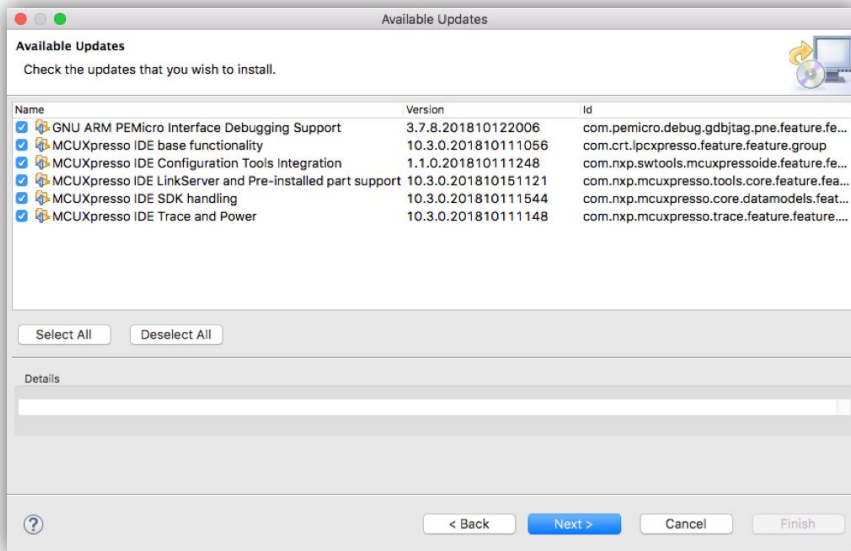 Available Updates
Available Updates
Check the updates that you wish to install.
Name Version Id
GNU ARM PEMicro Interface Debugging Support 3.7.8.201810122006 com.pemicro.debug.gdbjtag.pne.feature.fe...
MCUXpresso IDE base functionality 10.3.0.201810111056 com.crt.lpcxpresso.feature.feature.group
MCUXpresso IDE Configuration Tools Integration 1.1.0.201810111248 com.nxp.swtools.mcuxpressoide.feature.fe...
MCUXpresso IDE LinkServer and Pre-installed part support 10.3.0.201810151121 com.nxp.mcuxpresso.tools.core.feature.fea...
MCUXpresso IDE SDK handling 10.3.0.201810111544 com.nxp.mcuxpresso.core.datamodels.feat...
MCUXpresso IDE Trace and Power 10.3.0.201810111148 com.nxp.mcuxpresso.trace.feature.feature....
Select All Deselect All
Details
? < Back Next > Cancel Finish